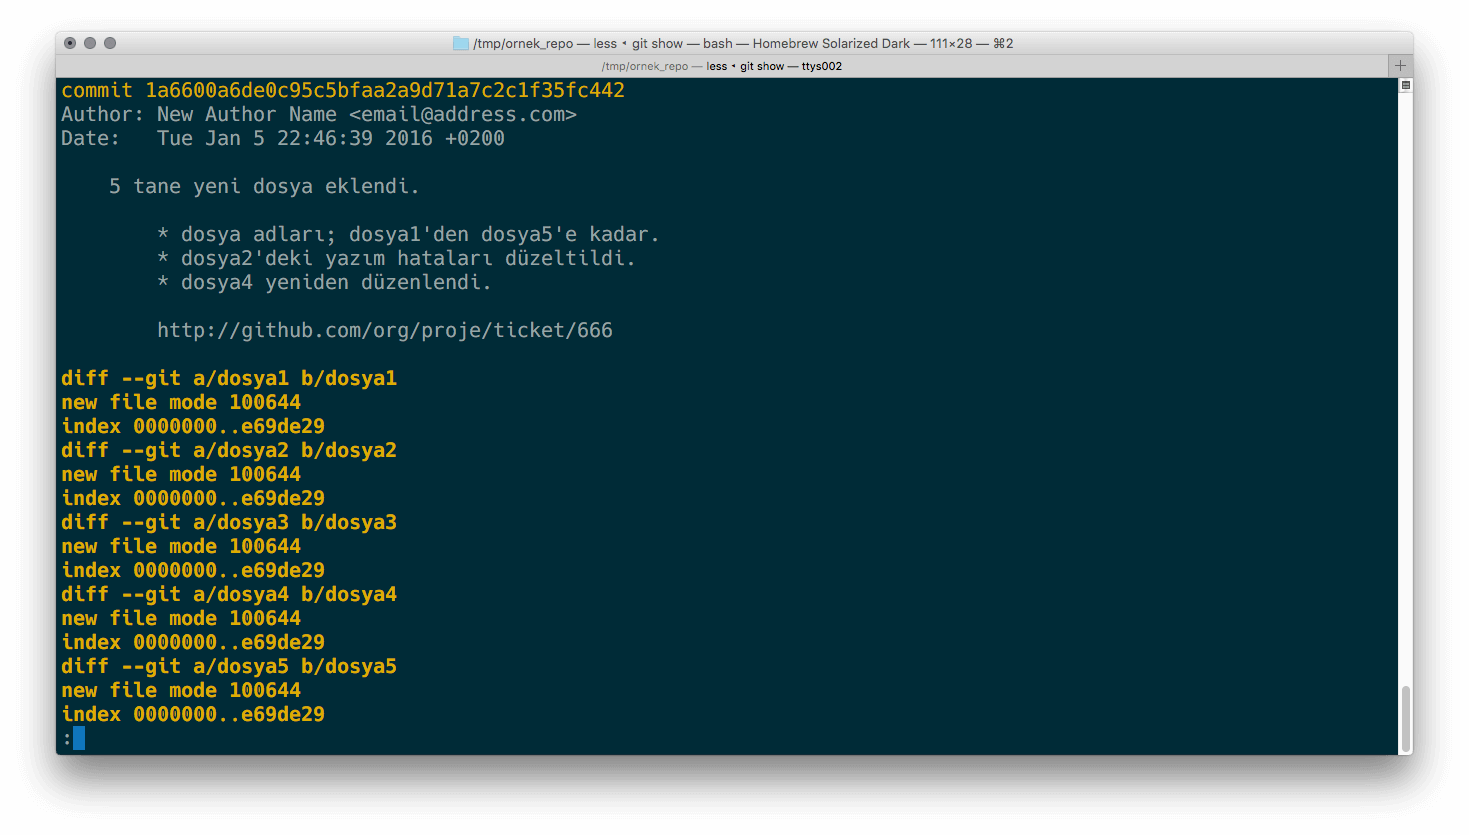 /tmp/ornek_repo — less ◂ git show — bash — Homebrew Solarized Dark — 111×28 — ⌘2
/tmp/ornek_repo — less ◂ git show — ttys002
commit 1a6600a6de0c95c5bfaa2a9d71a7c2c1f35fc442
Author: New Author Name <email@address.com>
Date:   Tue Jan 5 22:46:39 2016 +0200
5 tane yeni dosya eklendi.
* dosya adları; dosya1'den dosya5'e kadar.
* dosya2'deki yazım hataları düzeltildi.
* dosya4 yeniden düzenlendi.
http://github.com/org/proje/ticket/666
diff --git a/dosya1 b/dosya1
new file mode 100644
index 0000000..e69de29
diff --git a/dosya2 b/dosya2
new file mode 100644
index 0000000..e69de29
diff --git a/dosya3 b/dosya3
new file mode 100644
index 0000000..e69de29
diff --git a/dosya4 b/dosya4
new file mode 100644
index 0000000..e69de29
diff --git a/dosya5 b/dosya5
new file mode 100644
index 0000000..e69de29
: